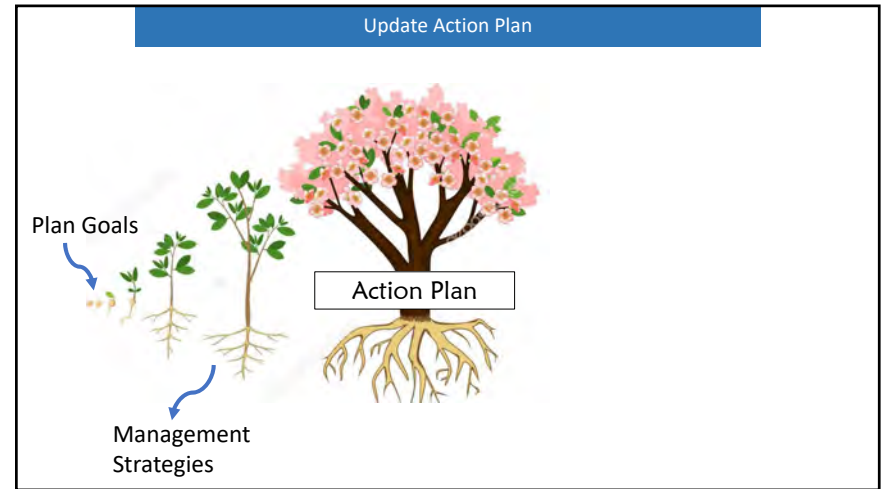 Update Action Plan
Plan Goals
Action Plan
Management
Strategies